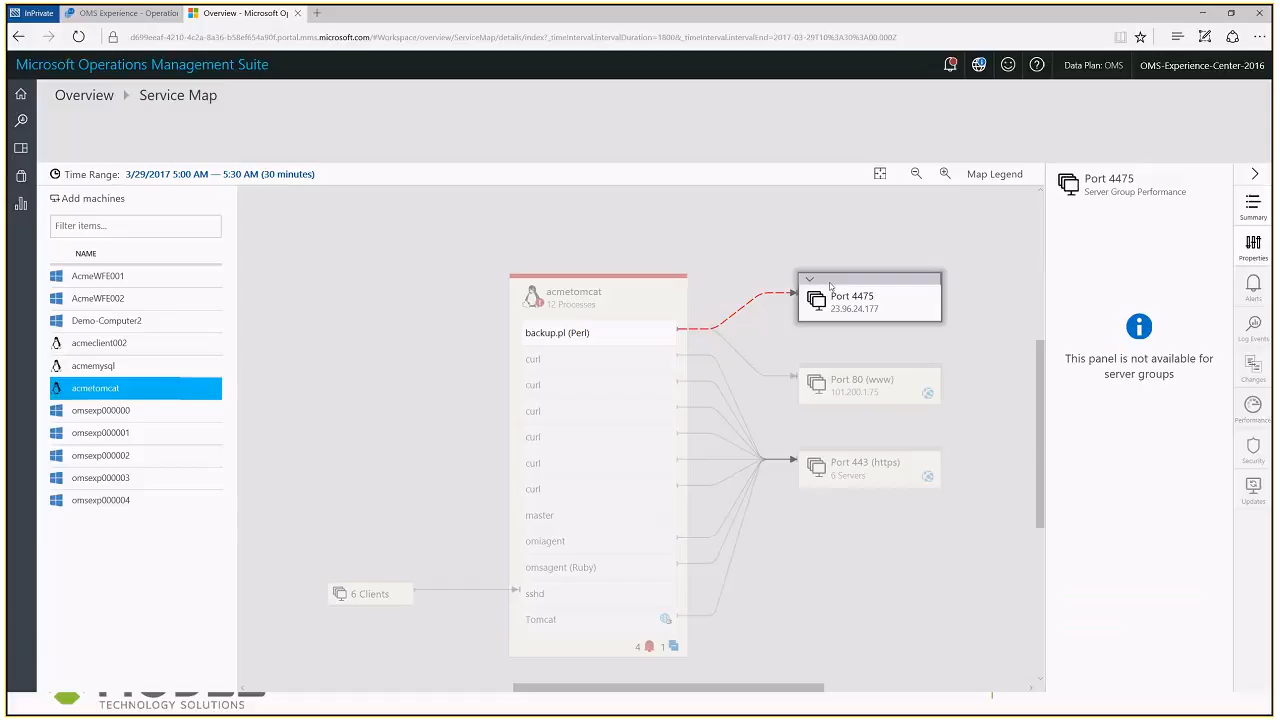 InPrivate
OMS Experience - Operation
Overview - Microsoft Op
d699eeaf-4210-4c2a-8a36-b58ef654a90f.portal.mms.microsoft.com/#Workspace/overview/ServiceMap/details/index?_timeInterval.intervalDuration=1800&_timeInterval.intervalEnd=2017-03-29T10%3A30%3A00.000Z
Microsoft Operations Management Suite
Data Plan: OMS
OMS-Experience-Center-2016
Overview
Service Map
Time Range: 3/29/2017 5:00 AM — 5:30 AM (30 minutes)
Map Legend
Add machines
Filter items...
NAME
AcmeWFE001
AcmeWFE002
Demo-Computer2
acmeclient002
acmemysql
acmetomcat
omsexp000000
omsexp000001
omsexp000002
omsexp000003
omsexp000004
6 Clients
acmetomcat
12 Processes
backup.pl (Perl)
curl
curl
curl
curl
curl
curl
master
omiagent
omsagent (Ruby)
sshd
Tomcat
4
1
Port 4475
23.96.24.177
Port 80 (www)
101.200.1.75
Port 443 (https)
6 Servers
Port 4475
Server Group Performance
This panel is not available for
server groups
Summary
Properties
Alerts
Log Events
Changes
Performance
Security
Updates
TECHNOLOGY SOLUTIONS